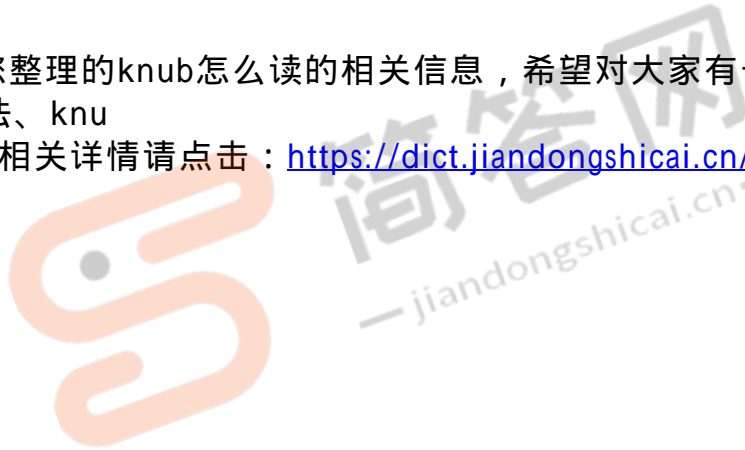 整理的knub怎么读的相关信息，希望对大家有
、knu
相关详情请点击：https://dict.jiandongshicai.cn/
简答网
— jiandongshicai.cn